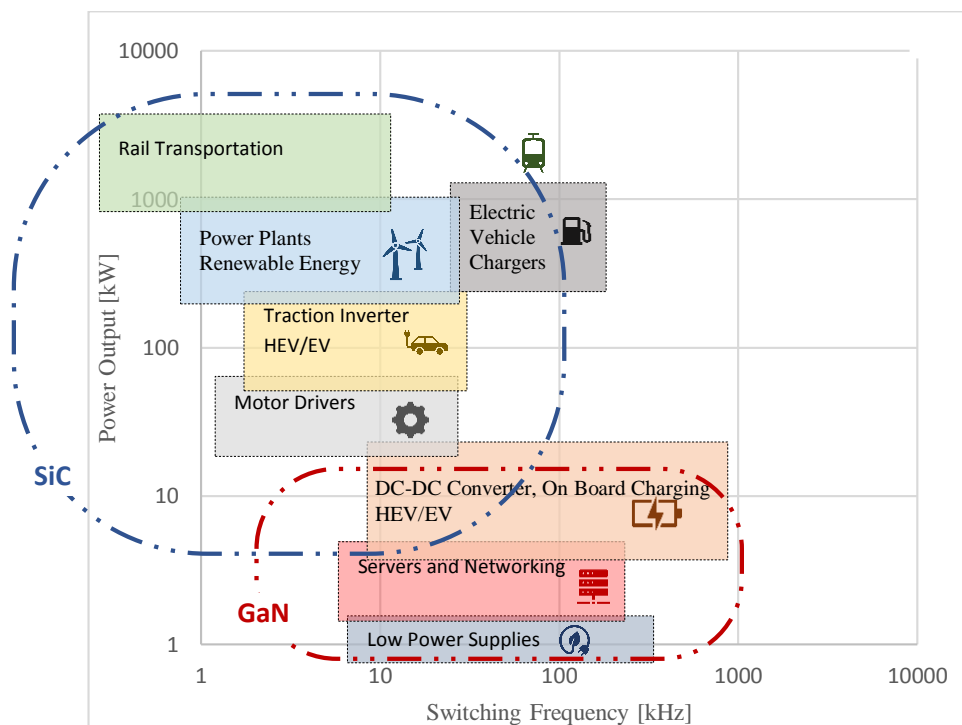 10000
Rail Transportation
1000
Electric
Vehicle
Chargers
Power Plants
Renewable Energy
Power Output [kW]
Traction Inverter
HEV/EV
100
Motor Drivers
SiC
10
DC-DC Converter, On Board Charging
HEV/EV
Servers and Networking
GaN
Low Power Supplies
1
1
10
100
1000
10000
Switching Frequency [kHz]